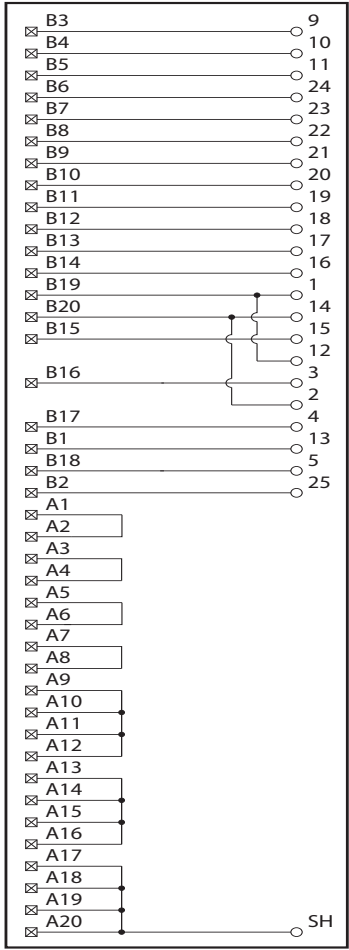 B3 9
B4 10
B5 11
B6 24
B7 23
B8 22
B9 21
B10 20
B11 19
B12 18
B13 17
B14 16
B19 1
B20 14
B15 15
12
B16 3
2
B17 4
B1 13
B18 5
B2 25
A1
A2
A3
A4
A5
A6
A7
A8
A9
A10
A11
A12
A13
A14
A15
A16
A17
A18
A19
A20 SH